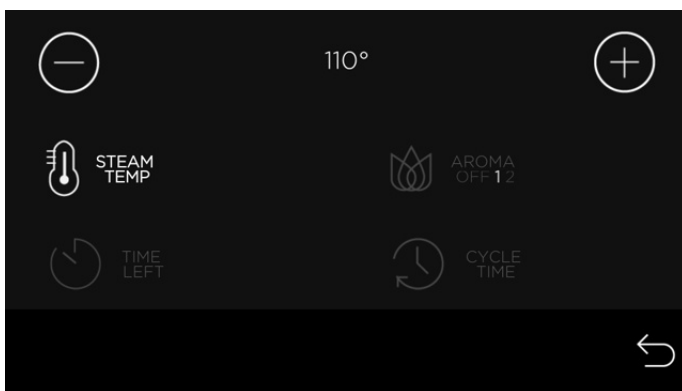 110°
STEAM
TEMP
AROMA
OFF 1 2
TIME
LEFT
CYCLE
TIME